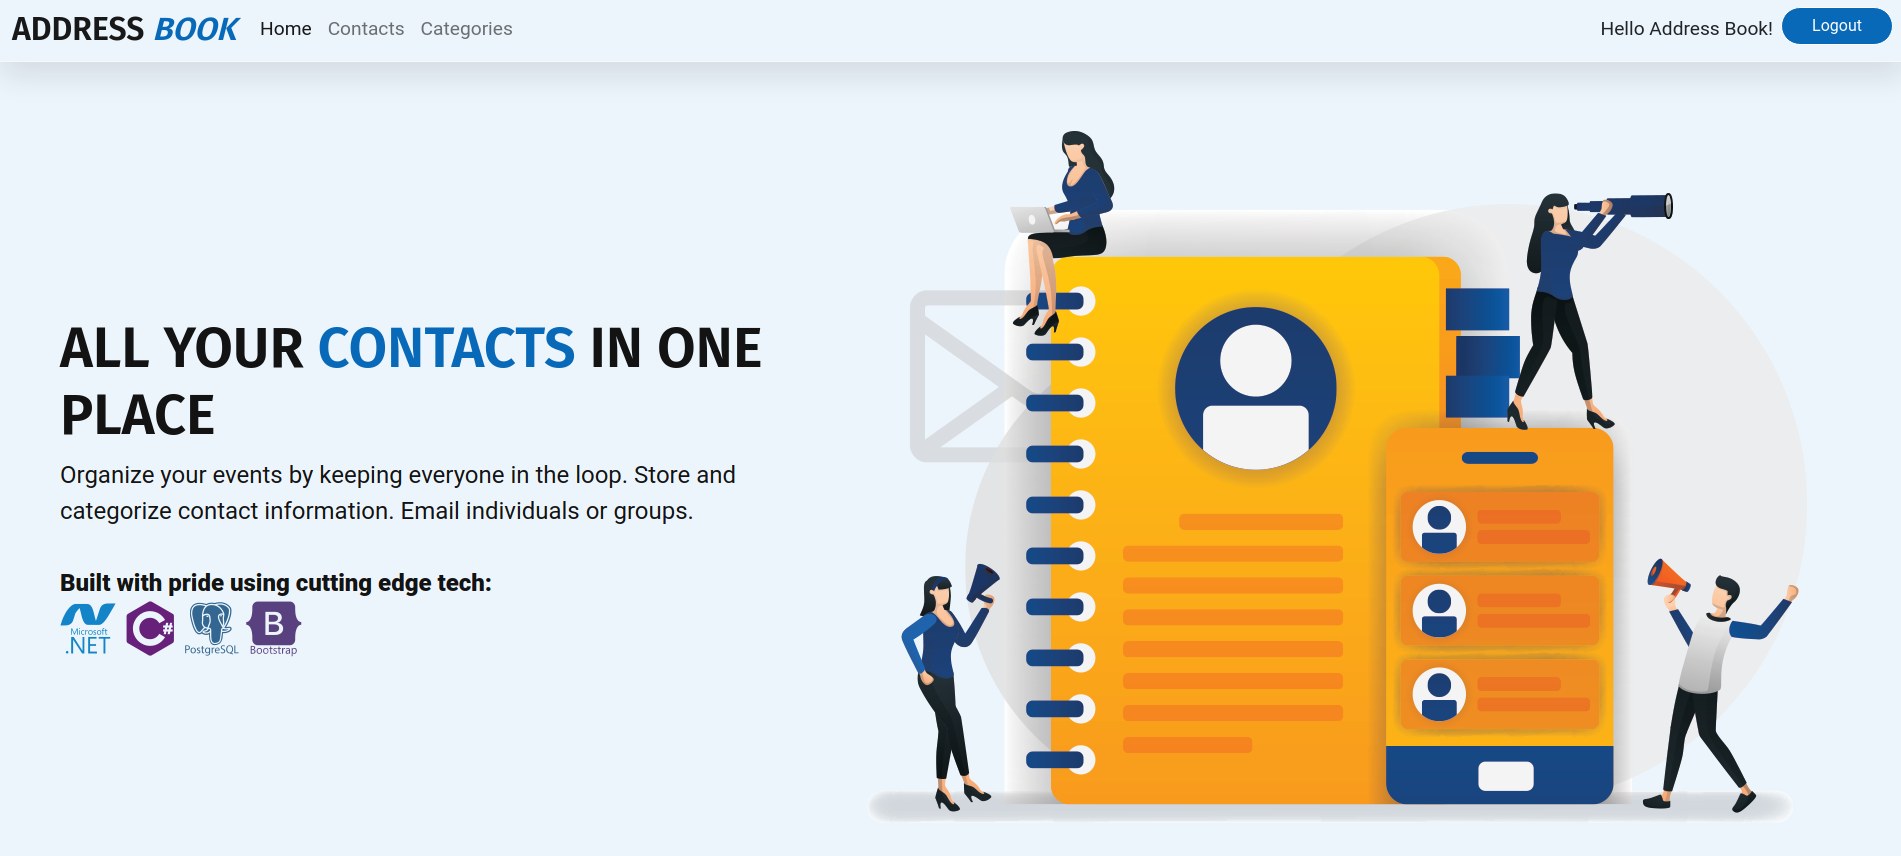 ADDRESS BOOK Home Contacts Categories Hello Address Book! Logout
ALL YOUR CONTACTS IN ONE
PLACE
Organize your events by keeping everyone in the loop. Store and
categorize contact information. Email individuals or groups.
Built with pride using cutting edge tech:
Microsoft
.NET
C#
PostgreSQL
B
Bootstrap